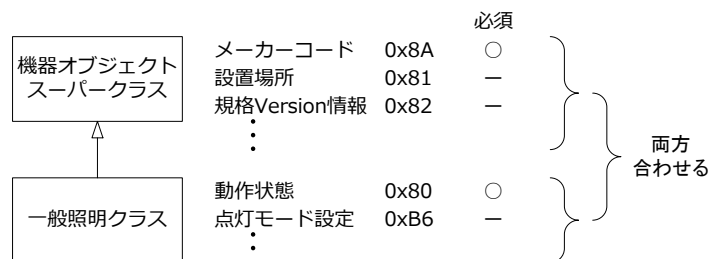 必須
機器オブジェクト
スーパークラス
メーカーコード 0x8A ○
設置場所 0x81 －
規格Version情報 0x82 －
⋮
両方
合わせる
一般照明クラス
動作状態 0x80 ○
点灯モード設定 0xB6 －
⋮